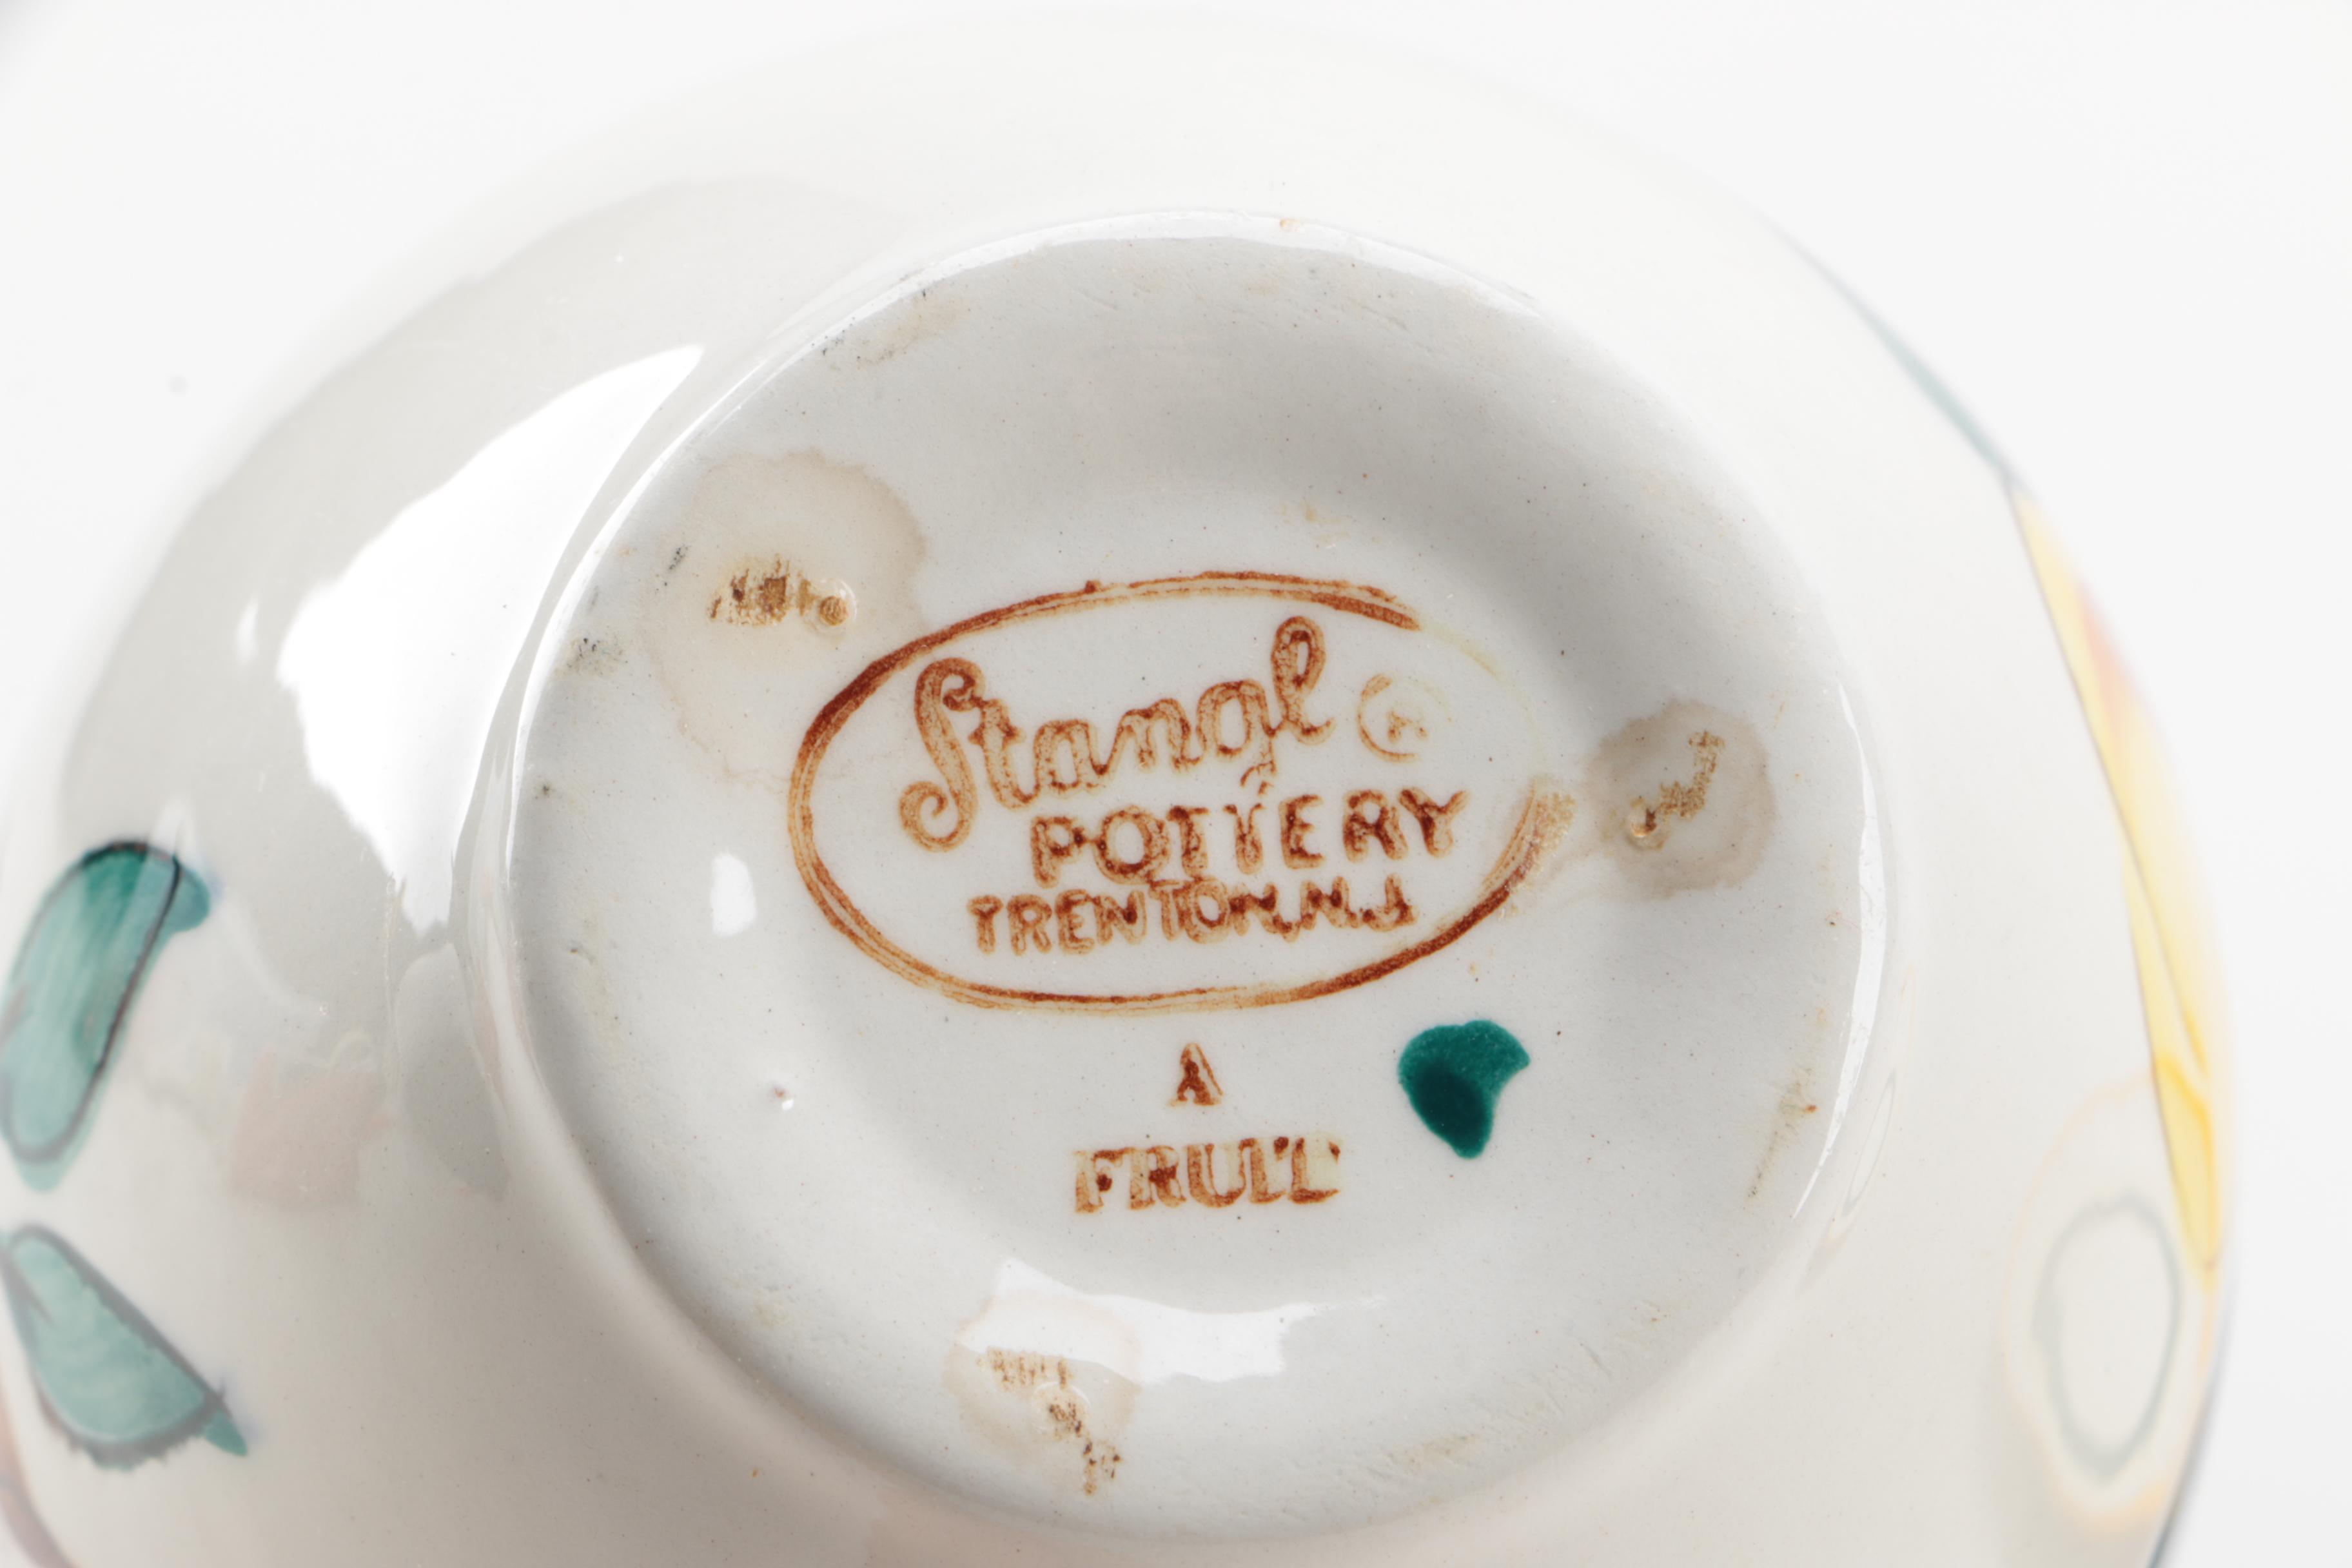 Stangl ®
POTTERY
TRENTON, N.J.
A
FRUIT